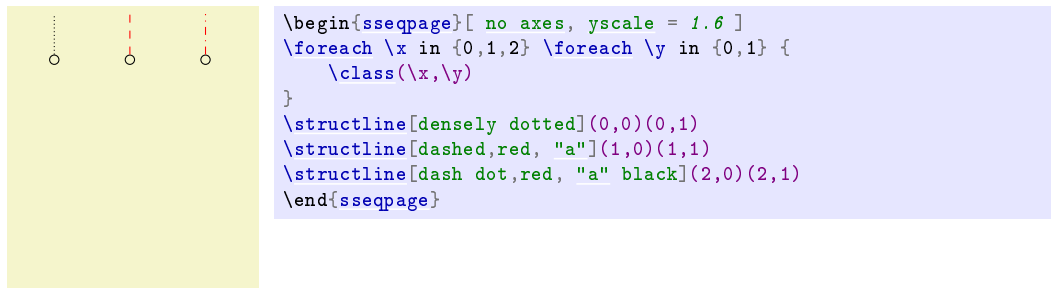 \begin{sseqpage}[ no axes, yscale = 1.6 ]
\foreach \x in {0,1,2} \foreach \y in {0,1} {
    \class(\x,\y)
}
\structline[densely dotted](0,0)(0,1)
\structline[dashed,red, "a"](1,0)(1,1)
\structline[dash dot,red, "a" black](2,0)(2,1)
\end{sseqpage}